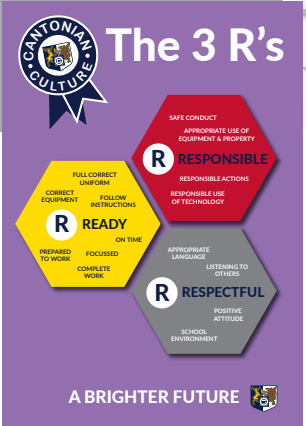 CANTONIAN
CULTURE
The 3 R's
SAFE CONDUCT
APPROPRIATE USE OF
EQUIPMENT & PROPERTY
R RESPONSIBLE
RESPONSIBLE ACTIONS
RESPONSIBLE USE
OF TECHNOLOGY
FULL CORRECT
UNIFORM
CORRECT
EQUIPMENT
FOLLOW
INSTRUCTIONS
R READY
ON TIME
PREPARED
TO WORK
FOCUSSED
COMPLETE
WORK
APPROPRIATE
LANGUAGE
LISTENING TO
OTHERS
R RESPECTFUL
POSITIVE
ATTITUDE
SCHOOL
ENVIRONMENT
A BRIGHTER FUTURE